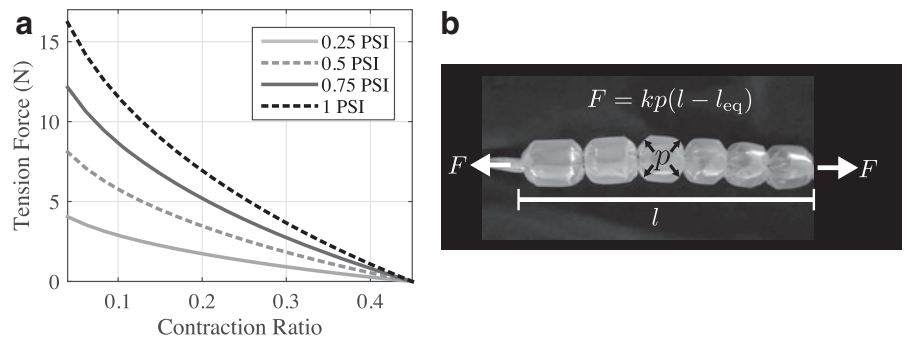 a
15
10
5
0
Tension Force (N)
0.25 PSI
0.5 PSI
0.75 PSI
1 PSI
0.1 0.2 0.3 0.4
Contraction Ratio
b
F = kp(l − l_eq)
F p F
l